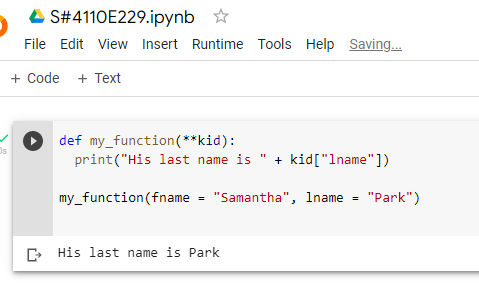 S#4110E229.ipynb
File Edit View Insert Runtime Tools Help Saving...
+ Code + Text
def my_function(**kid):
  print("His last name is " + kid["lname"])
my_function(fname = "Samantha", lname = "Park")
His last name is Park